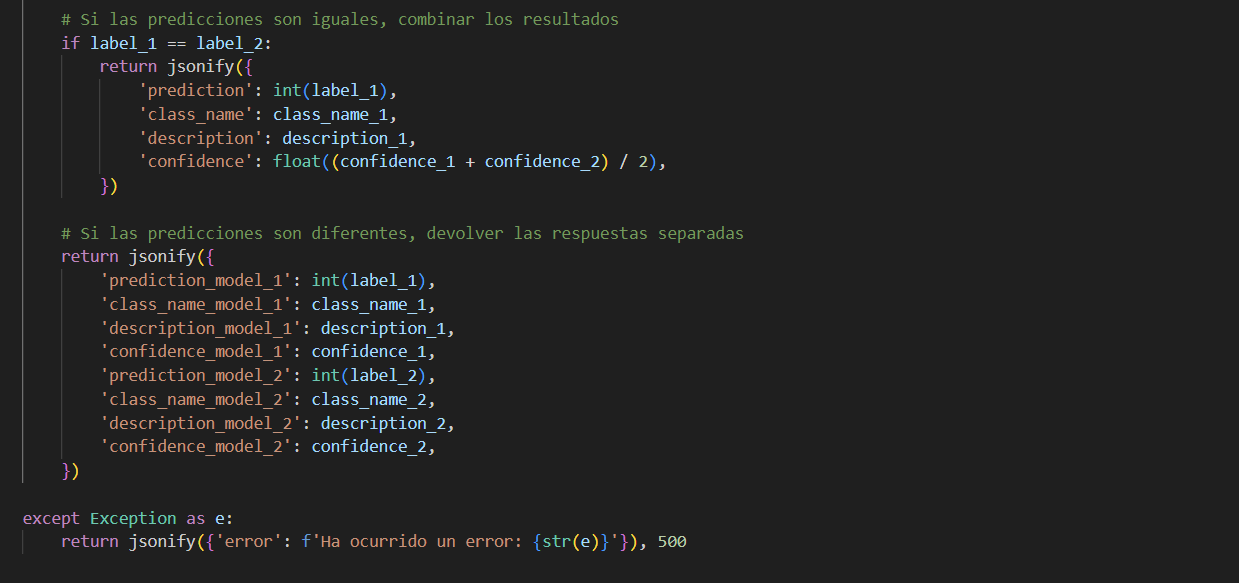 # Si las predicciones son iguales, combinar los resultados
if label_1 == label_2:
return jsonify({
'prediction': int(label_1),
'class_name': class_name_1,
'description': description_1,
'confidence': float((confidence_1 + confidence_2) / 2),
})
# Si las predicciones son diferentes, devolver las respuestas separadas
return jsonify({
'prediction_model_1': int(label_1),
'class_name_model_1': class_name_1,
'description_model_1': description_1,
'confidence_model_1': confidence_1,
'prediction_model_2': int(label_2),
'class_name_model_2': class_name_2,
'description_model_2': description_2,
'confidence_model_2': confidence_2,
})
except Exception as e:
return jsonify({'error': f'Ha ocurrido un error: {str(e)}'}), 500